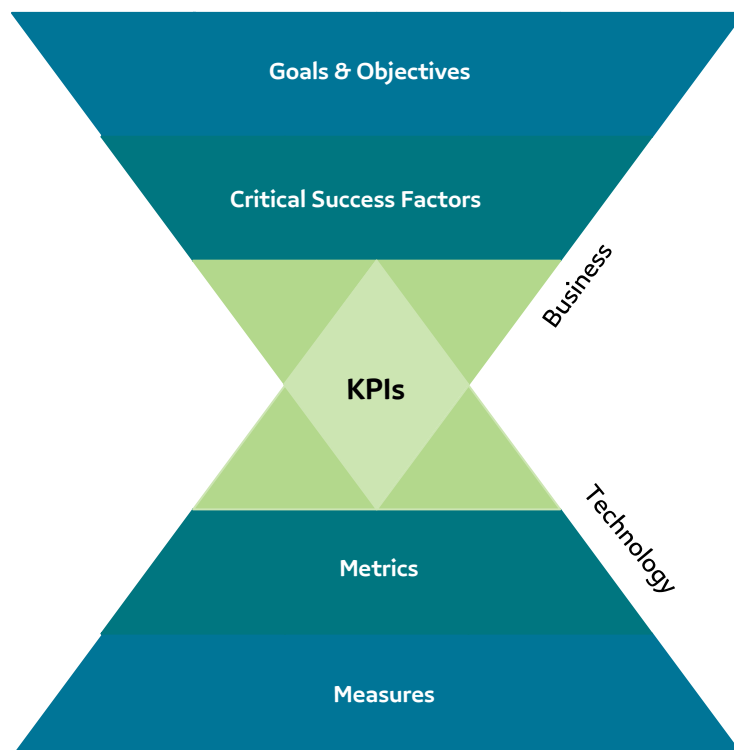 Goals & Objectives
Critical Success Factors
Business
KPIs
Technology
Metrics
Measures